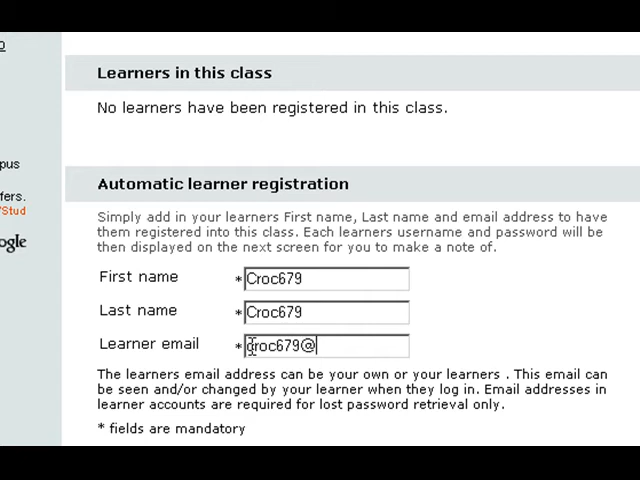 Learners in this class
No learners have been registered in this class.
pus
Automatic learner registration
fers.
'Stud
Simply add in your learners First name, Last name and email address to have
them registered into this class. Each learners username and password will be
then displayed on the next screen for you to make a note of.
ogle
First name * Croc679
Last name * Croc679
Learner email * croc679@
The learners email address can be your own or your learners . This email can
be seen and/or changed by your learner when they log in. Email addresses in
learner accounts are required for lost password retrieval only.
* fields are mandatory